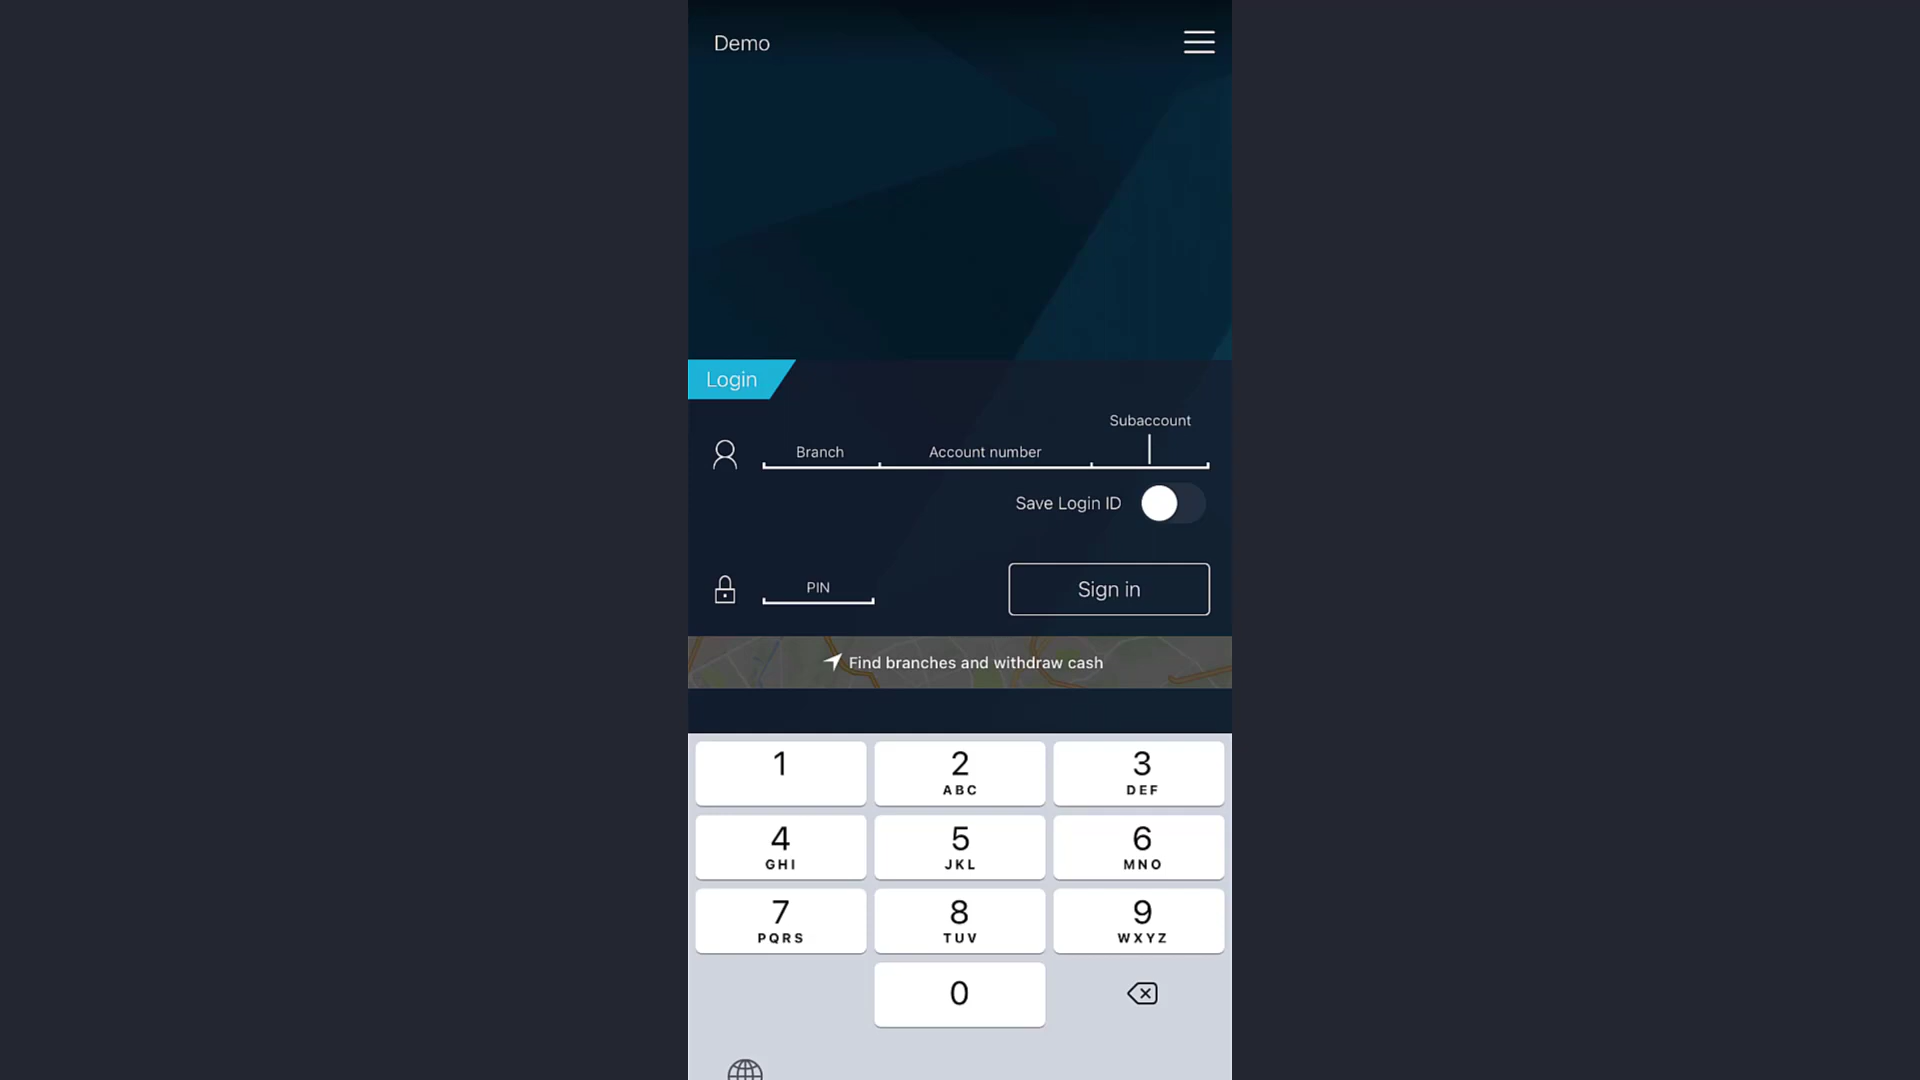 Demo
Login
Subaccount
Branch Account number
Save Login ID
PIN Sign in
Find branches and withdraw cash
1 2 3
ABC DEF
4 5 6
GHI JKL MNO
7 8 9
PQRS TUV WXYZ
0